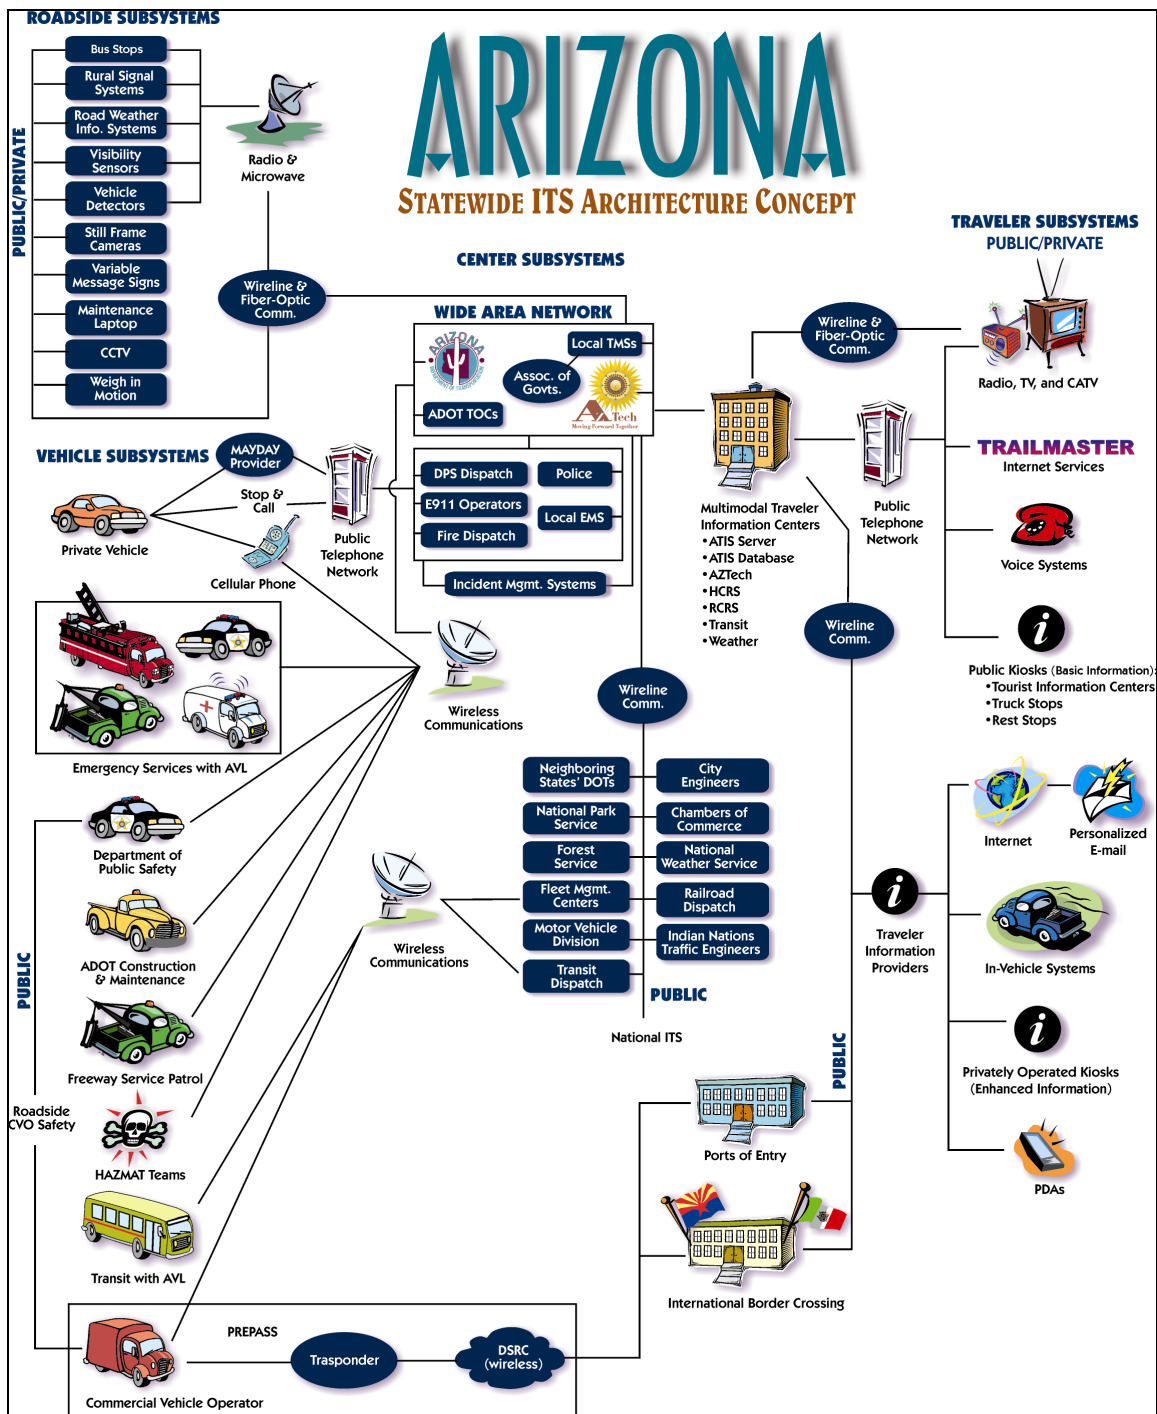 ROADSIDE SUBSYSTEMS
PUBLIC/PRIVATE
Bus Stops
Rural Signal
Systems
Road Weather
Info. Systems
Visibility
Sensors
Vehicle
Detectors
Still Frame
Cameras
Variable
Message Signs
Maintenance
Laptop
CCTV
Weigh in
Motion
Radio &
Microwave
Wireline &
Fiber-Optic
Comm.
ARIZONA
STATEWIDE ITS ARCHITECTURE CONCEPT
CENTER SUBSYSTEMS
WIDE AREA NETWORK
ARIZONA
DEPARTMENT OF TRANSPORTATION
Local TMSs
Assoc. of
Govts.
ADOT TOCs
AZTech
Moving Forward Together
DPS Dispatch
Police
E911 Operators
Local EMS
Fire Dispatch
Incident Mgmt. Systems
TRAVELER SUBSYSTEMS
PUBLIC/PRIVATE
Wireline &
Fiber-Optic
Comm.
Radio, TV, and CATV
TRAILMASTER
Internet Services
Public
Telephone
Network
Voice Systems
Public Kiosks (Basic Information):
•Tourist Information Centers
•Truck Stops
•Rest Stops
Multimodal Traveler
Information Centers
•ATIS Server
•ATIS Database
•AZTech
•HCRS
•RCRS
•Transit
•Weather
Wireline
Comm.
VEHICLE SUBSYSTEMS
MAYDAY
Provider
Stop &
Call
Private Vehicle
Cellular Phone
Public
Telephone
Network
Emergency Services with AVL
Wireless
Communications
Wireline
Comm.
Neighboring
States' DOTs
City
Engineers
National Park
Service
Chambers of
Commerce
Forest
Service
National
Weather Service
Fleet Mgmt.
Centers
Railroad
Dispatch
Motor Vehicle
Division
Indian Nations
Traffic Engineers
Transit
Dispatch
PUBLIC
National ITS
Wireless
Communications
PUBLIC
Department of
Public Safety
ADOT Construction
& Maintenance
Freeway Service Patrol
Roadside
CVO Safety
HAZMAT Teams
Transit with AVL
PREPASS
Trasponder
DSRC
(wireless)
Commercial Vehicle Operator
PUBLIC
Ports of Entry
International Border Crossing
Traveler
Information
Providers
Internet
Personalized
E-mail
In-Vehicle Systems
Privately Operated Kiosks
(Enhanced Information)
PDAs